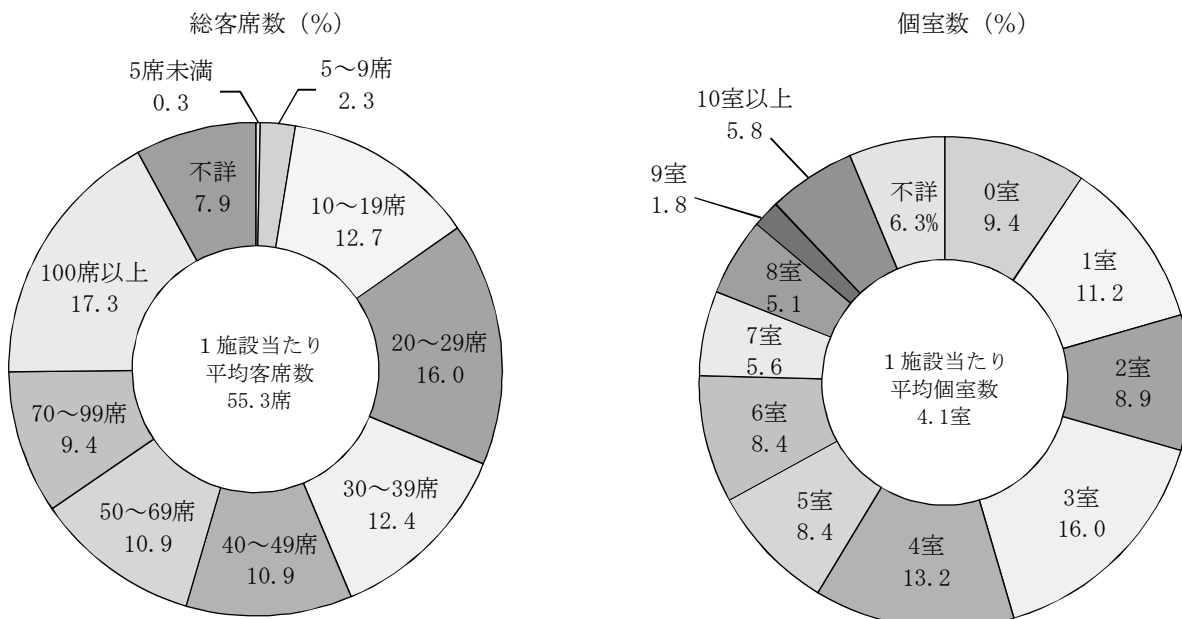 総客席数（%）
5席未満
0.3
5～9席
2.3
10～19席
12.7
20～29席
16.0
30～39席
12.4
40～49席
10.9
50～69席
10.9
70～99席
9.4
100席以上
17.3
不詳
7.9
1施設当たり
平均客席数
55.3席
個室数（%）
0室
9.4
1室
11.2
2室
8.9
3室
16.0
4室
13.2
5室
8.4
6室
8.4
7室
5.6
8室
5.1
9室
1.8
10室以上
5.8
不詳
6.3%
1施設当たり
平均個室数
4.1室